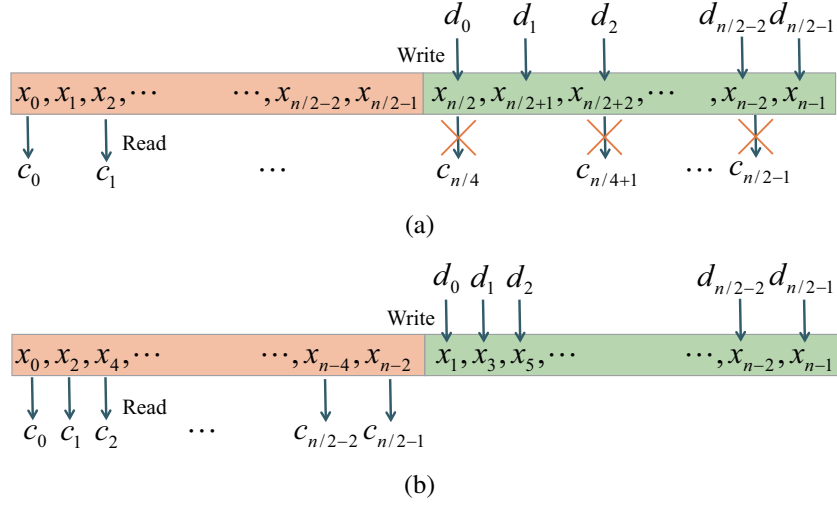 d_0 d_1 d_2 d_{n/2−2} d_{n/2−1}
Write
x_0, x_1, x_2, ⋯ ⋯, x_{n/2−2}, x_{n/2−1} x_{n/2}, x_{n/2+1}, x_{n/2+2}, ⋯ , x_{n−2}, x_{n−1}
Read
c_0 c_1 ⋯ c_{n/4} c_{n/4+1} ⋯ c_{n/2−1}
(a)
d_0 d_1 d_2 d_{n/2−2} d_{n/2−1}
Write
x_0, x_2, x_4, ⋯ ⋯, x_{n−4}, x_{n−2} x_1, x_3, x_5, ⋯ ⋯, x_{n−2}, x_{n−1}
Read
c_0 c_1 c_2 ⋯ c_{n/2−2} c_{n/2−1}
(b)